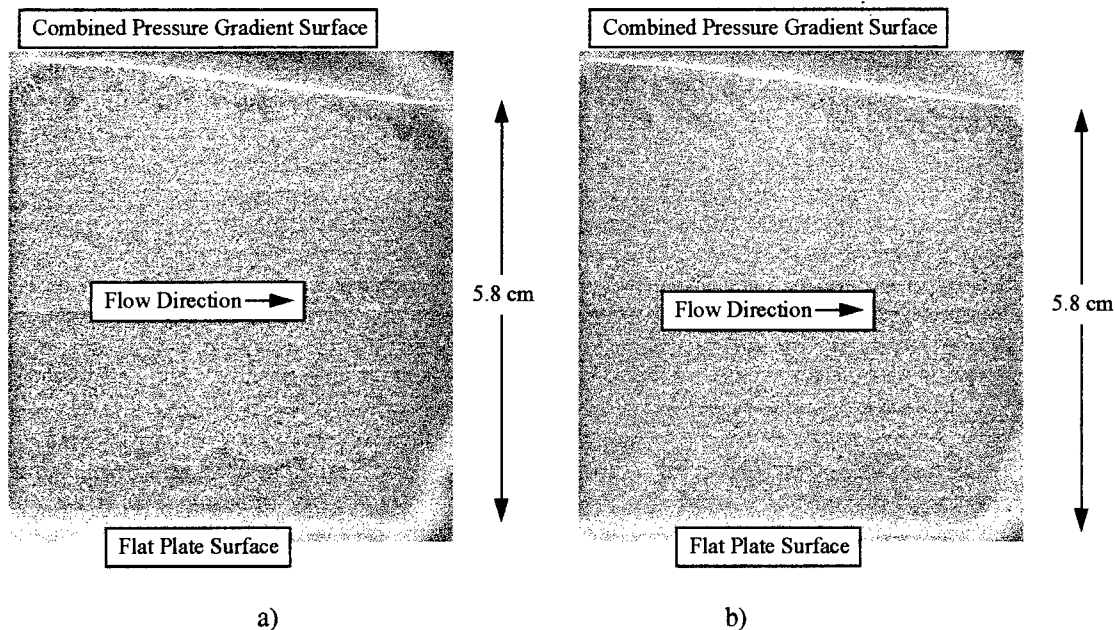 Combined Pressure Gradient Surface
Flow Direction
5.8 cm
Flat Plate Surface
a)
Combined Pressure Gradient Surface
Flow Direction
5.8 cm
Flat Plate Surface
b)